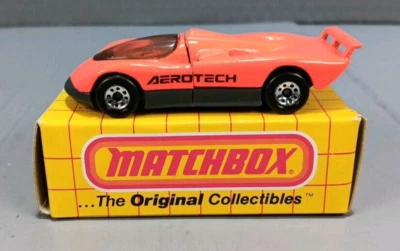 AEROTECH
MATCHBOX
...The Original Collectibles™